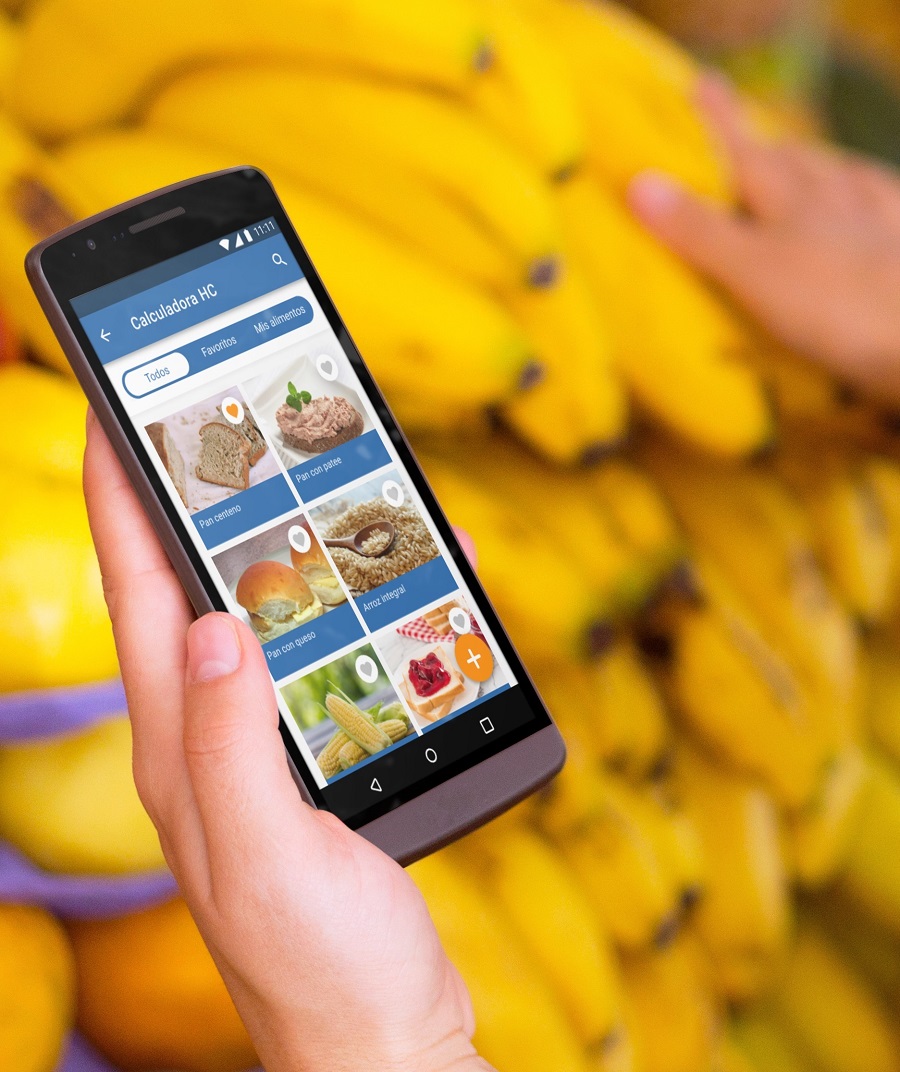 11:11
Calculadora HC
Todos
Favoritos
Mis alimentos
Pan centeno
Pan con patee
Pan con queso
Arroz integral